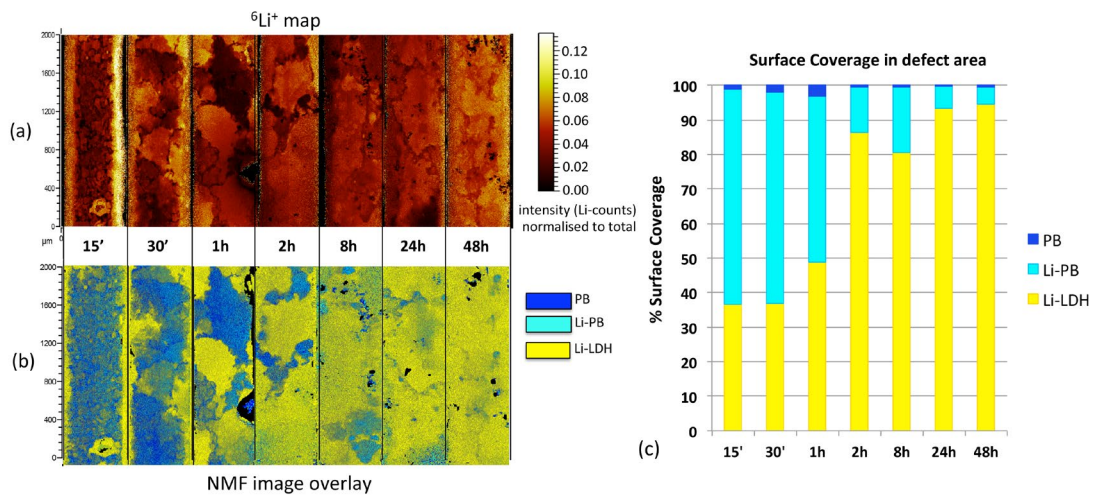 ⁶Li⁺ map
(a)
2000
1600
1200
800
400
0
μm
0
0.12
0.10
0.08
0.06
0.04
0.02
0.00
intensity (Li-counts)
normalised to total
15’ 30’ 1h 2h 8h 24h 48h
(b)
2000
1600
1200
800
400
0
PB
Li-PB
Li-LDH
NMF image overlay
(c)
Surface Coverage in defect area
% Surface Coverage
100
90
80
70
60
50
40
30
20
10
0
15' 30' 1h 2h 8h 24h 48h
PB
Li-PB
Li-LDH